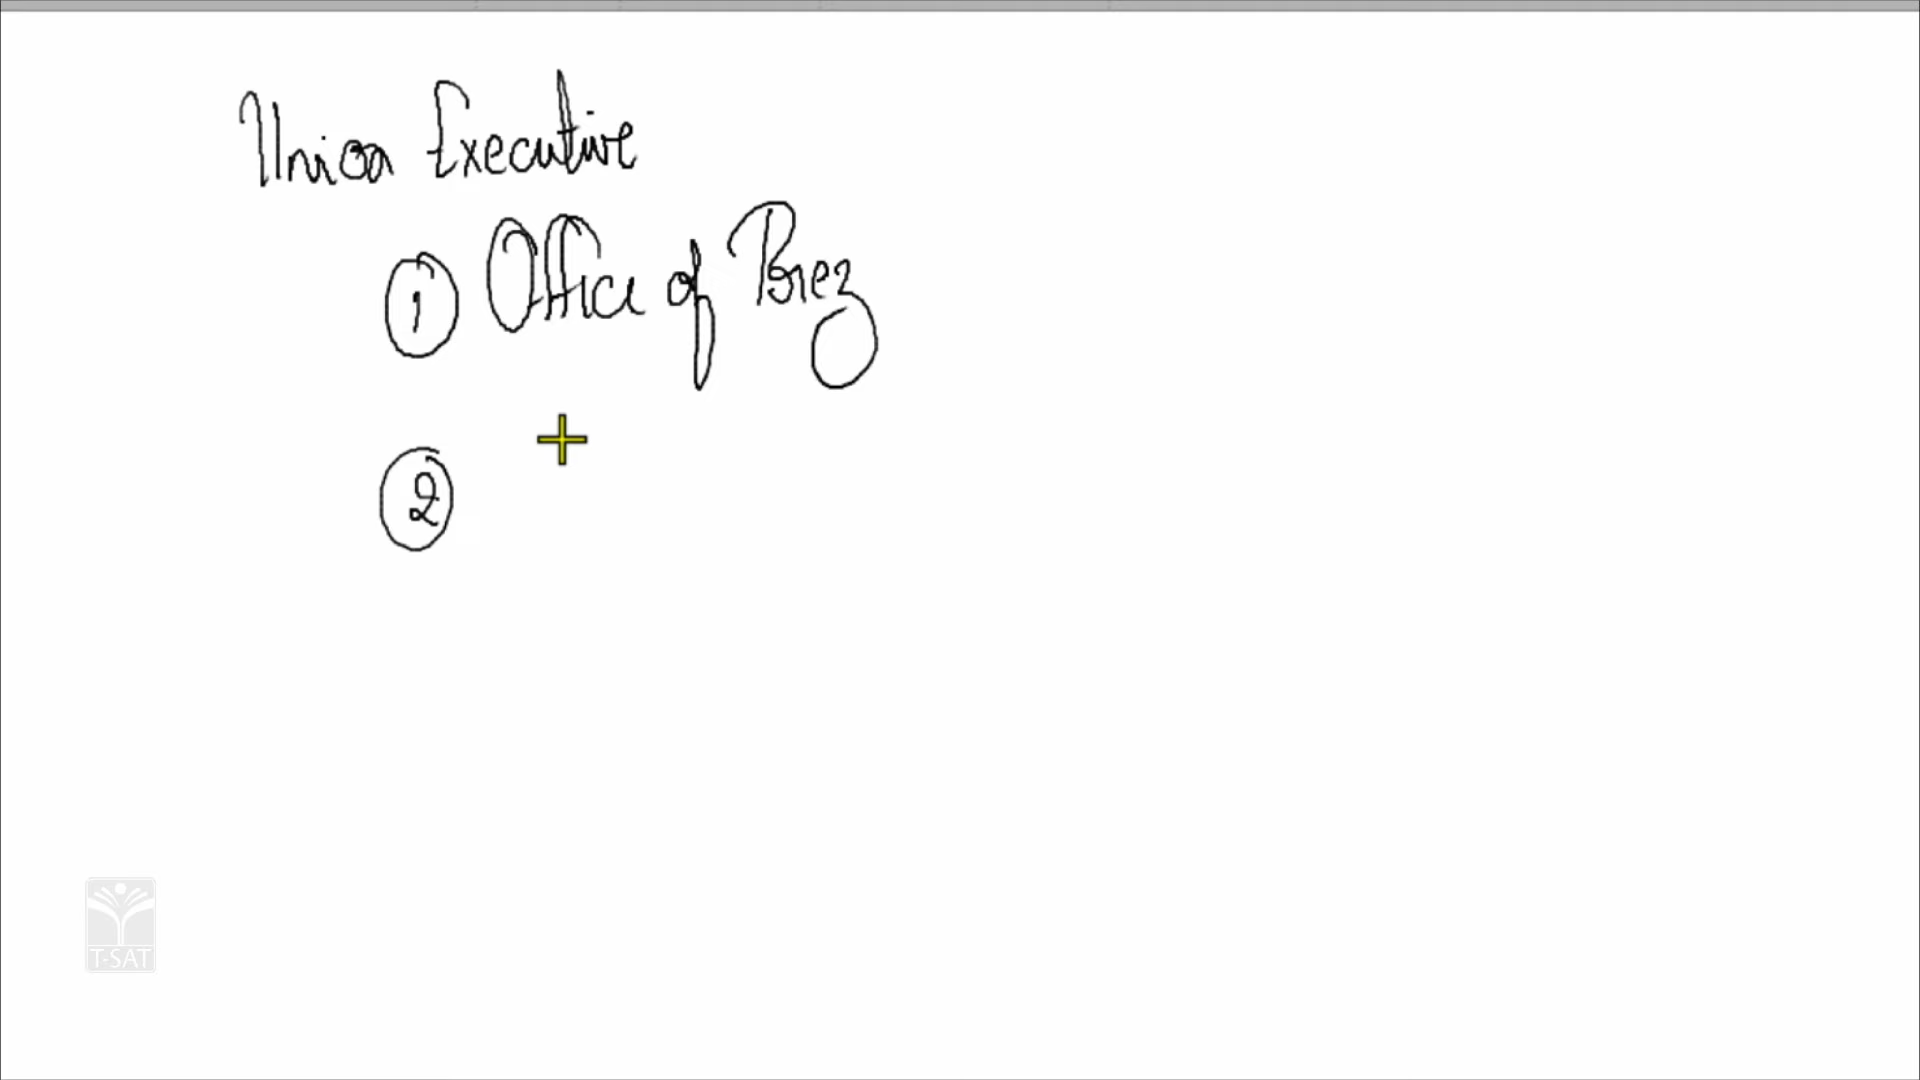 Union Executive
① Office of Prez
②
T-SAT